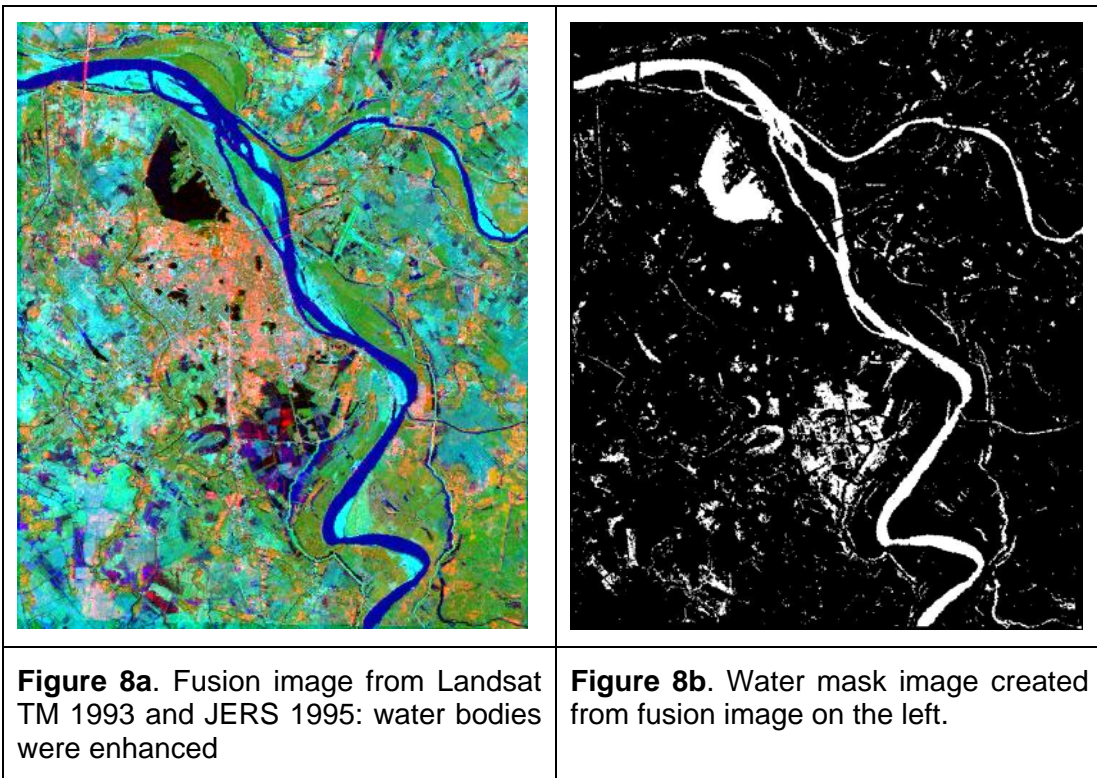 Figure 8a. Fusion image from Landsat
TM 1993 and JERS 1995: water bodies
were enhanced
Figure 8b. Water mask image created
from fusion image on the left.